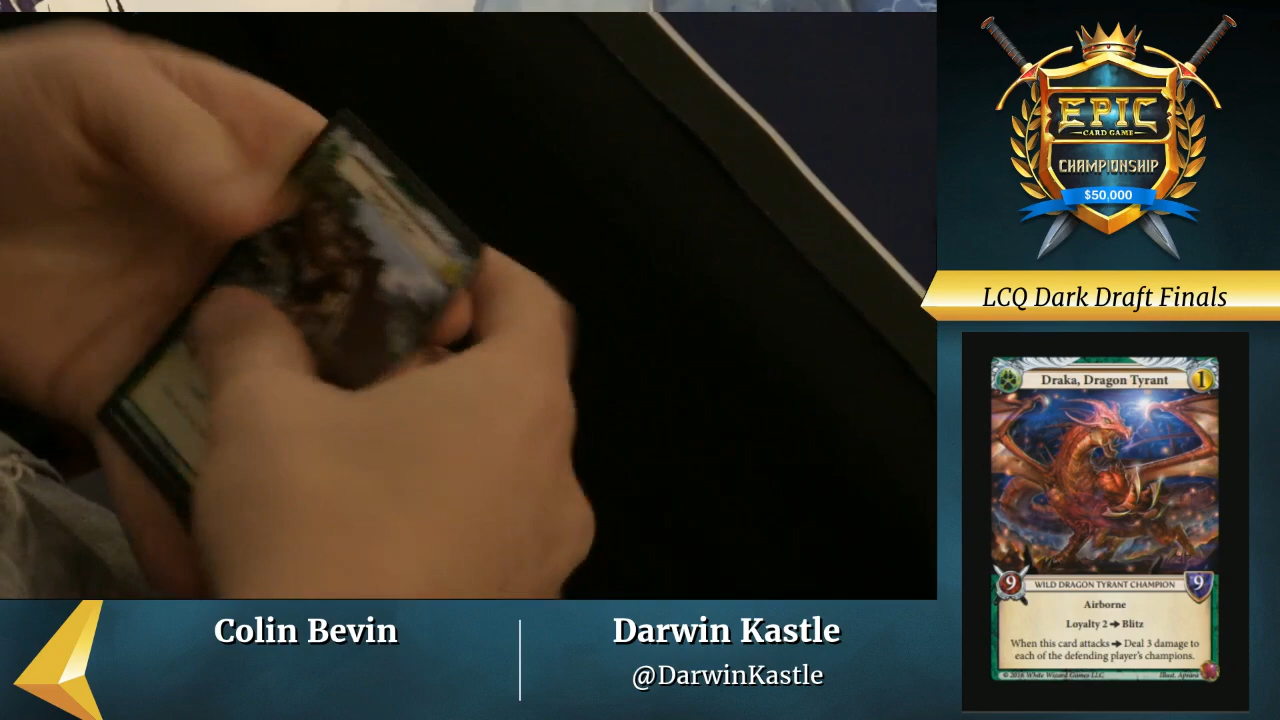 EPIC
CARD GAME
CHAMPIONSHIP
$50,000
LCQ Dark Draft Finals
Draka, Dragon Tyrant
1
9
WILD DRAGON TYRANT CHAMPION
9
Airborne
Loyalty 2 ➔ Blitz
When this card attacks ➔ Deal 3 damage to
each of the defending player's champions.
© 2018 White Wizard Games LLC
Colin Bevin
Darwin Kastle
@DarwinKastle